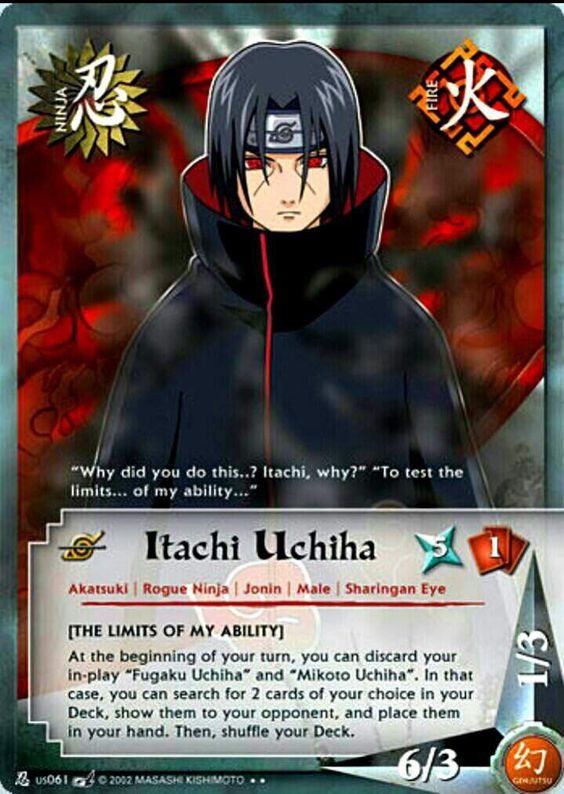 NINJA
忍
FIRE
火
“Why did you do this..? Itachi, why?” “To test the
limits... of my ability...”
Itachi Uchiha
5
1
Akatsuki | Rogue Ninja | Jonin | Male | Sharingan Eye
[THE LIMITS OF MY ABILITY]
At the beginning of your turn, you can discard your
in-play “Fugaku Uchiha” and “Mikoto Uchiha”. In that
case, you can search for 2 cards of your choice in your
Deck, show them to your opponent, and place them
in your hand. Then, shuffle your Deck.
1/3
6/3
幻
GENJUTSU
忍 US061 © 2002 MASASHI KISHIMOTO